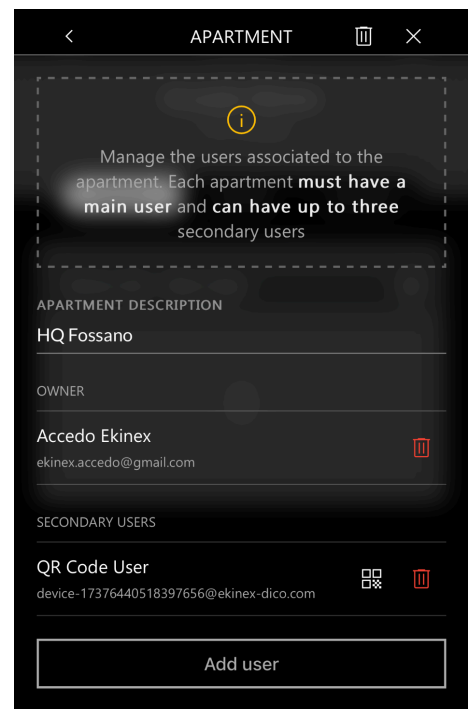 APARTMENT
Manage the users associated to the
apartment. Each apartment must have a
main user and can have up to three
secondary users
APARTMENT DESCRIPTION
HQ Fossano
OWNER
Accedo Ekinex
ekinex.accedo@gmail.com
SECONDARY USERS
QR Code User
device-17376440518397656@ekinex-dico.com
Add user